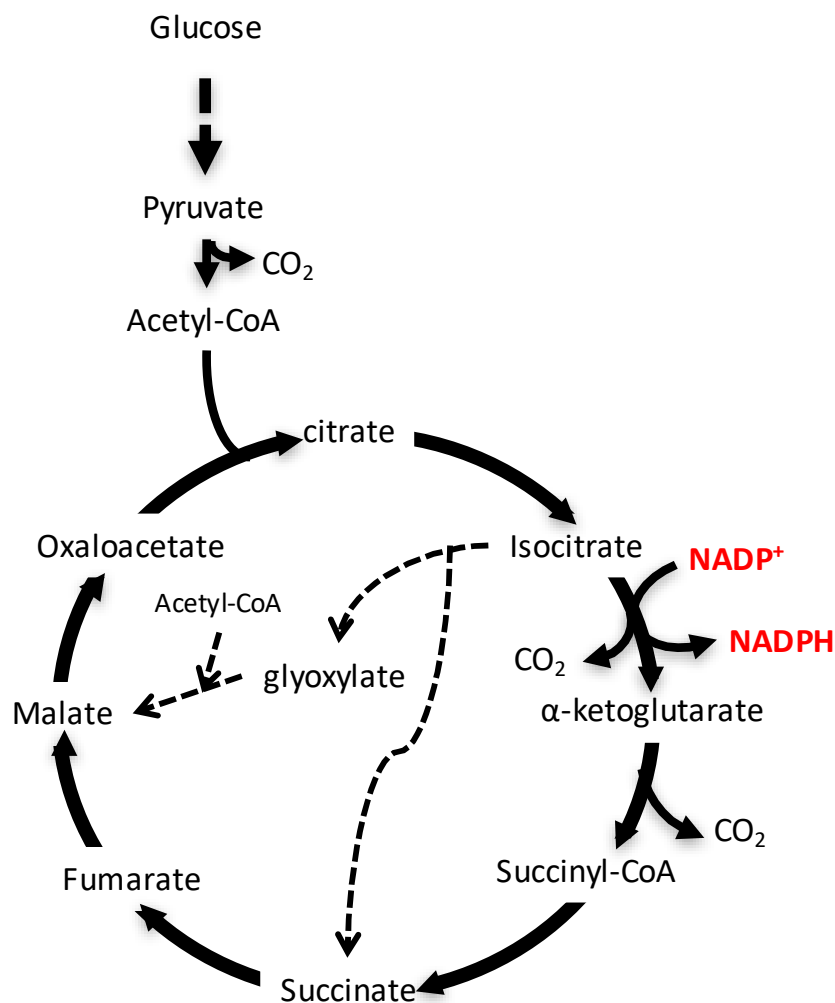 Glucose
Pyruvate
CO₂
Acetyl-CoA
citrate
Oxaloacetate
Isocitrate
NADP⁺
Acetyl-CoA
NADPH
CO₂
glyoxylate
Malate
α-ketoglutarate
CO₂
Fumarate
Succinyl-CoA
Succinate